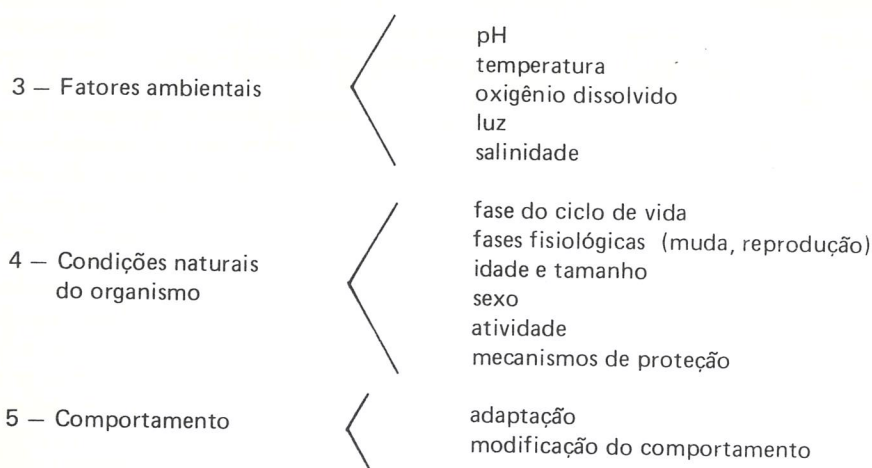 3 — Fatores ambientais
pH
temperatura
oxigênio dissolvido
luz
salinidade
4 — Condições naturais
do organismo
fase do ciclo de vida
fases fisiológicas (muda, reprodução)
idade e tamanho
sexo
atividade
mecanismos de proteção
5 — Comportamento
adaptação
modificação do comportamento